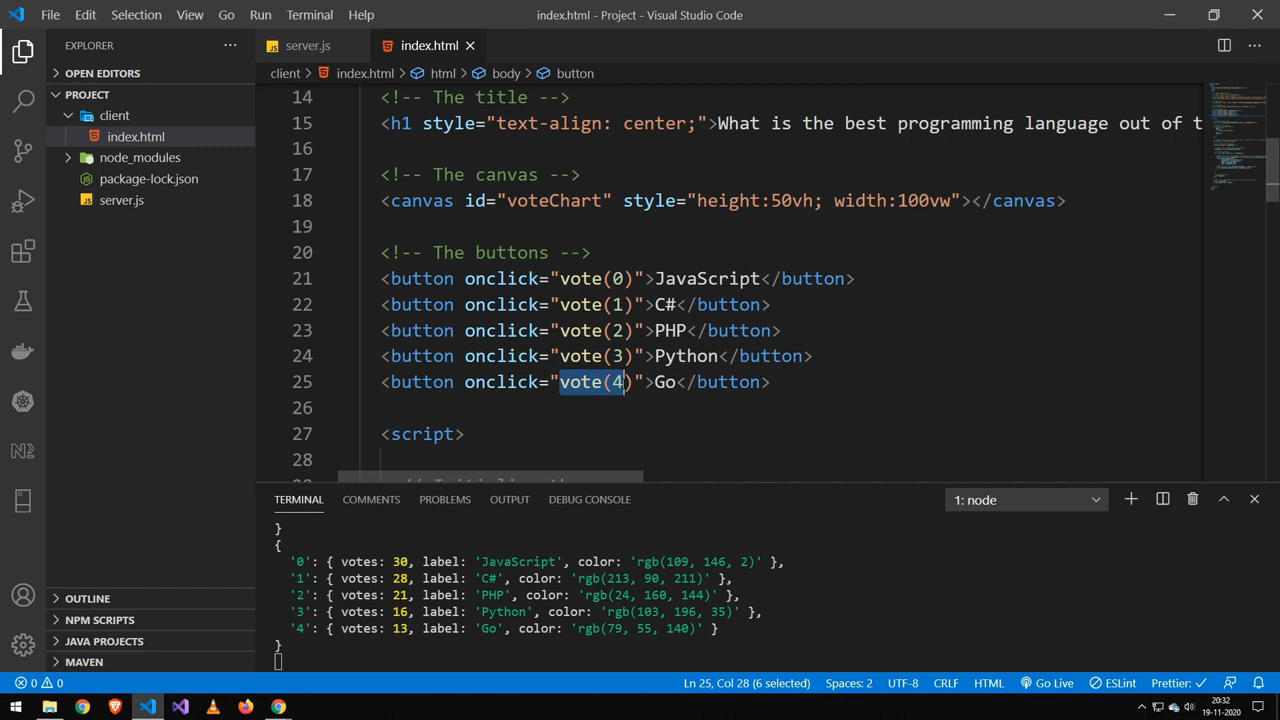 File Edit Selection View Go Run Terminal Help index.html - Project - Visual Studio Code
EXPLORER
server.js index.html
OPEN EDITORS
client index.html html body button
PROJECT
client
index.html
node_modules
package-lock.json
server.js
14 <!-- The title -->
15 <h1 style="text-align: center;">What is the best programming language out of t
16
17 <!-- The canvas -->
18 <canvas id="voteChart" style="height:50vh; width:100vw"></canvas>
19
20 <!-- The buttons -->
21 <button onclick="vote(0)">JavaScript</button>
22 <button onclick="vote(1)">C#</button>
23 <button onclick="vote(2)">PHP</button>
24 <button onclick="vote(3)">Python</button>
25 <button onclick="vote(4)">Go</button>
26
27 <script>
28
TERMINAL COMMENTS PROBLEMS OUTPUT DEBUG CONSOLE 1: node
}
{
'0': { votes: 30, label: 'JavaScript', color: 'rgb(109, 146, 2)' },
'1': { votes: 28, label: 'C#', color: 'rgb(213, 90, 211)' },
'2': { votes: 21, label: 'PHP', color: 'rgb(24, 160, 144)' },
'3': { votes: 16, label: 'Python', color: 'rgb(103, 196, 35)' },
'4': { votes: 13, label: 'Go', color: 'rgb(79, 55, 140)' }
}
OUTLINE
NPM SCRIPTS
JAVA PROJECTS
MAVEN
0 0 Ln 25, Col 28 (6 selected) Spaces: 2 UTF-8 CRLF HTML Go Live ESLint Prettier: ✓
20:32
19-11-2020